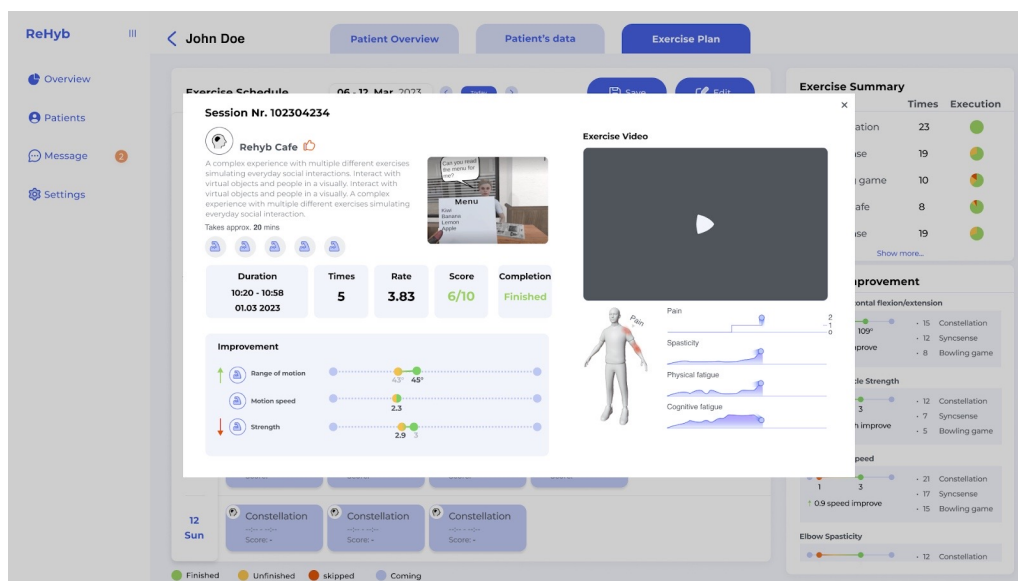 ReHyb
Overview
Patients
Message 2
Settings
John Doe
Patient Overview
Patient's data
Exercise Plan
Exercise Schedule
06 - 12 Mar, 2023
Today
Save
Edit
Session Nr. 102304234
Rehyb Cafe
A complex experience with multiple different exercises
simulating everyday social interactions. Interact with
virtual objects and people in a visually. Interact with
virtual objects and people in a visually. A complex
experience with multiple different exercises simulating
everyday social interaction.
Takes approx. 20 mins
Can you read
the menu for
me?
Menu
Kiwi
Banana
Lemon
Apple
Duration
10:20 - 10:58
01.03 2023
Times
5
Rate
3.83
Score
6/10
Completion
Finished
Improvement
Range of motion
43° 45°
Motion speed
2.3
Strength
2.9 3
Exercise Video
Pain
Pain
2
1
0
Spasticity
Physical fatigue
Cognitive fatigue
12
Sun
Constellation
Score: -
Constellation
Score: -
Constellation
Score: -
Finished
Unfinished
skipped
Coming
Exercise Summary
Times Execution
23
19
game 10
8
19
Show more...
flexion/extension
109°
• 15 Constellation
• 12 Syncsense
• 8 Bowling game
Strength
3
improve
• 12 Constellation
• 7 Syncsense
• 5 Bowling game
1 3
↑ 0.9 speed improve
• 21 Constellation
• 17 Syncsense
• 15 Bowling game
Elbow Spasticity
• 12 Constellation